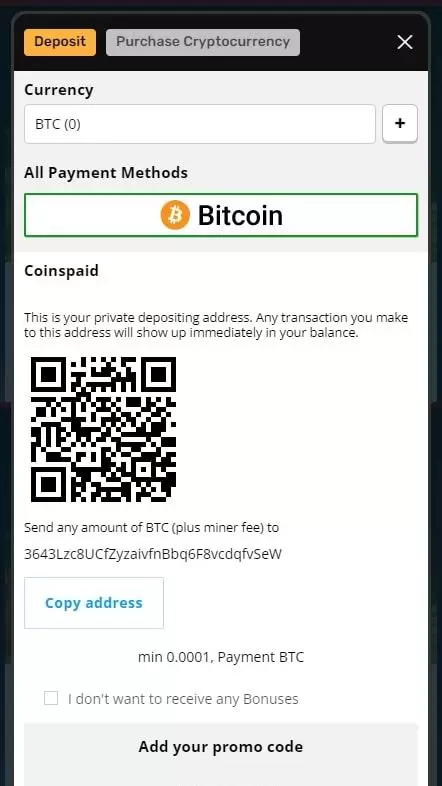 Deposit
Purchase Cryptocurrency
Currency
BTC (0)
+
All Payment Methods
Bitcoin
Coinspaid
This is your private depositing address. Any transaction you make
to this address will show up immediately in your balance.
Send any amount of BTC (plus miner fee) to
3643Lzc8UCfZyzaivfnBbq6F8vcdqfvSeW
Copy address
min 0.0001, Payment BTC
I don't want to receive any Bonuses
Add your promo code